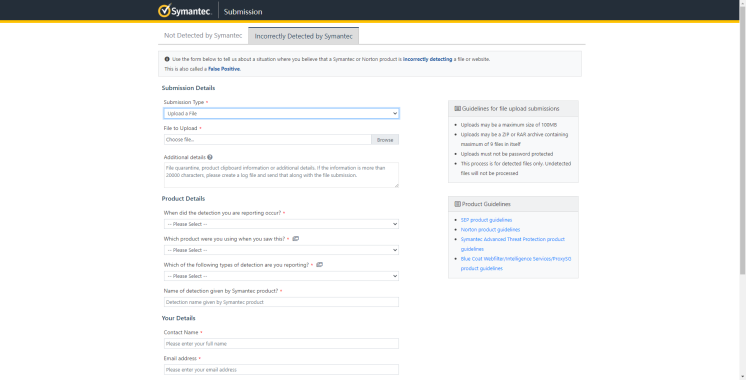 Symantec. Submission
Not Detected by Symantec Incorrectly Detected by Symantec
Use the form below to tell us about a situation where you believe that a Symantec or Norton product is incorrectly detecting a file or website.
This is also called a False Positive.
Submission Details
Submission Type *
Upload a File
File to Upload *
Choose file... Browse
Additional details
File quarantine, product clipboard information or additional details. If the information is more than
20000 characters, please create a log file and send that along with the file submission.
Product Details
When did the detection you are reporting occur? *
-- Please Select --
Which product were you using when you saw this? *
-- Please Select --
Which of the following types of detection are you reporting? *
-- Please Select --
Name of detection given by Symantec product? *
Detection name given by Symantec product
Your Details
Contact Name *
Please enter your full name
Email address *
Please enter your email address
Guidelines for file upload submissions
Uploads may be a maximum size of 100MB
Uploads may be a ZIP or RAR archive containing
maximum of 9 files in itself
Uploads must not be password protected
This process is for detected files only. Undetected
files will not be processed
Product Guidelines
SEP product guidelines
Norton product guidelines
Symantec Advanced Threat Protection product
guidelines
Blue Coat Webfilter/Intelligence Services/ProxySG
product guidelines